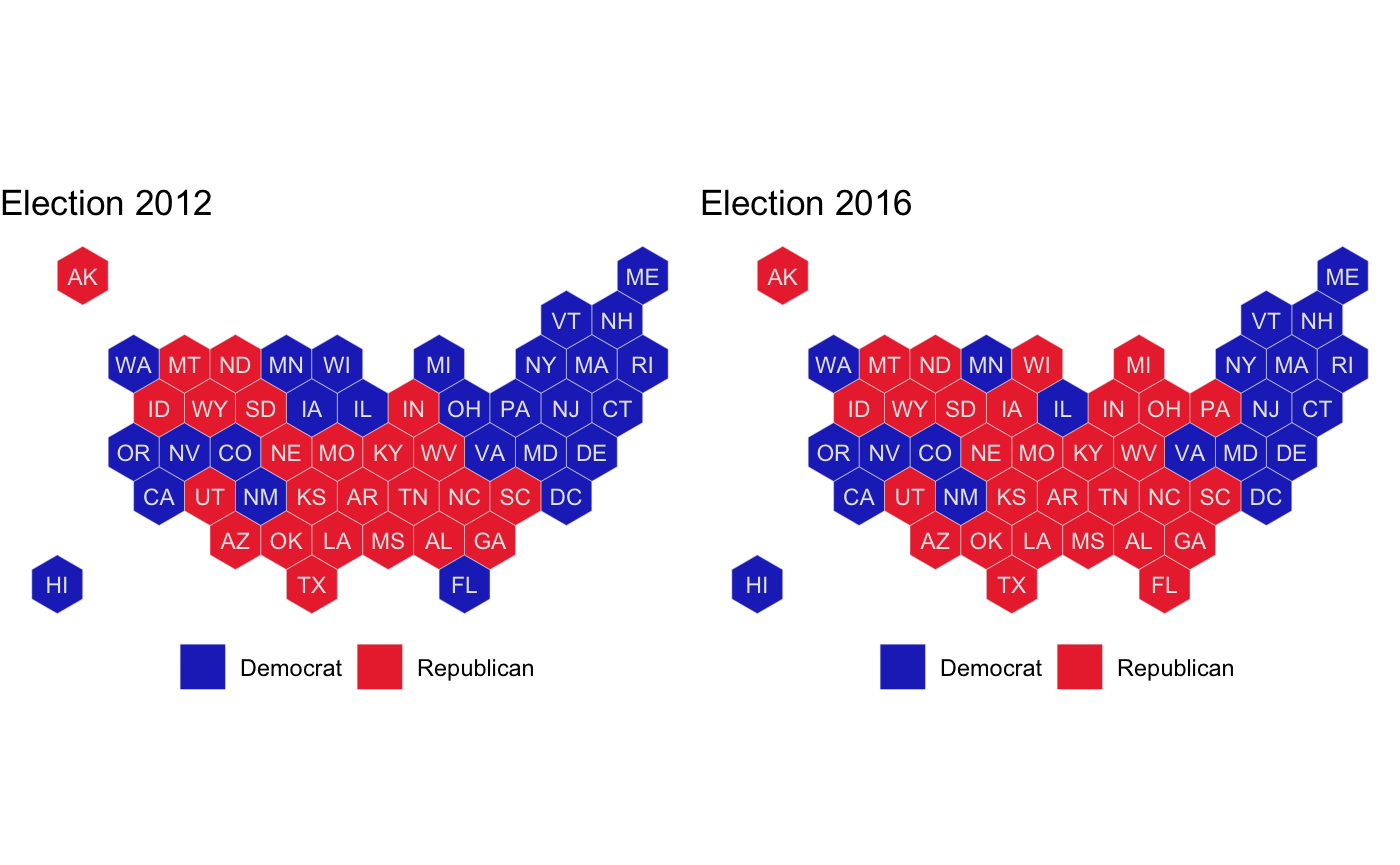 Election 2012
AK
ME
VT NH
WA MT ND MN WI MI NY MA RI
ID WY SD IA IL IN OH PA NJ CT
OR NV CO NE MO KY WV VA MD DE
CA UT NM KS AR TN NC SC DC
AZ OK LA MS AL GA
HI TX FL
Democrat Republican
Election 2016
AK
ME
VT NH
WA MT ND MN WI MI NY MA RI
ID WY SD IA IL IN OH PA NJ CT
OR NV CO NE MO KY WV VA MD DE
CA UT NM KS AR TN NC SC DC
AZ OK LA MS AL GA
HI TX FL
Democrat Republican